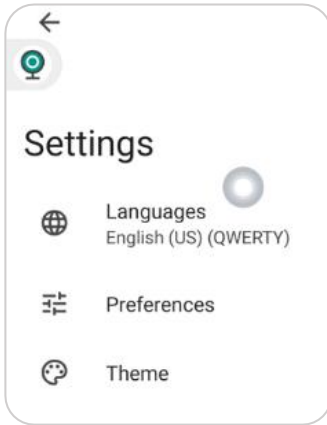 Settings
Languages
English (US) (QWERTY)
Preferences
Theme